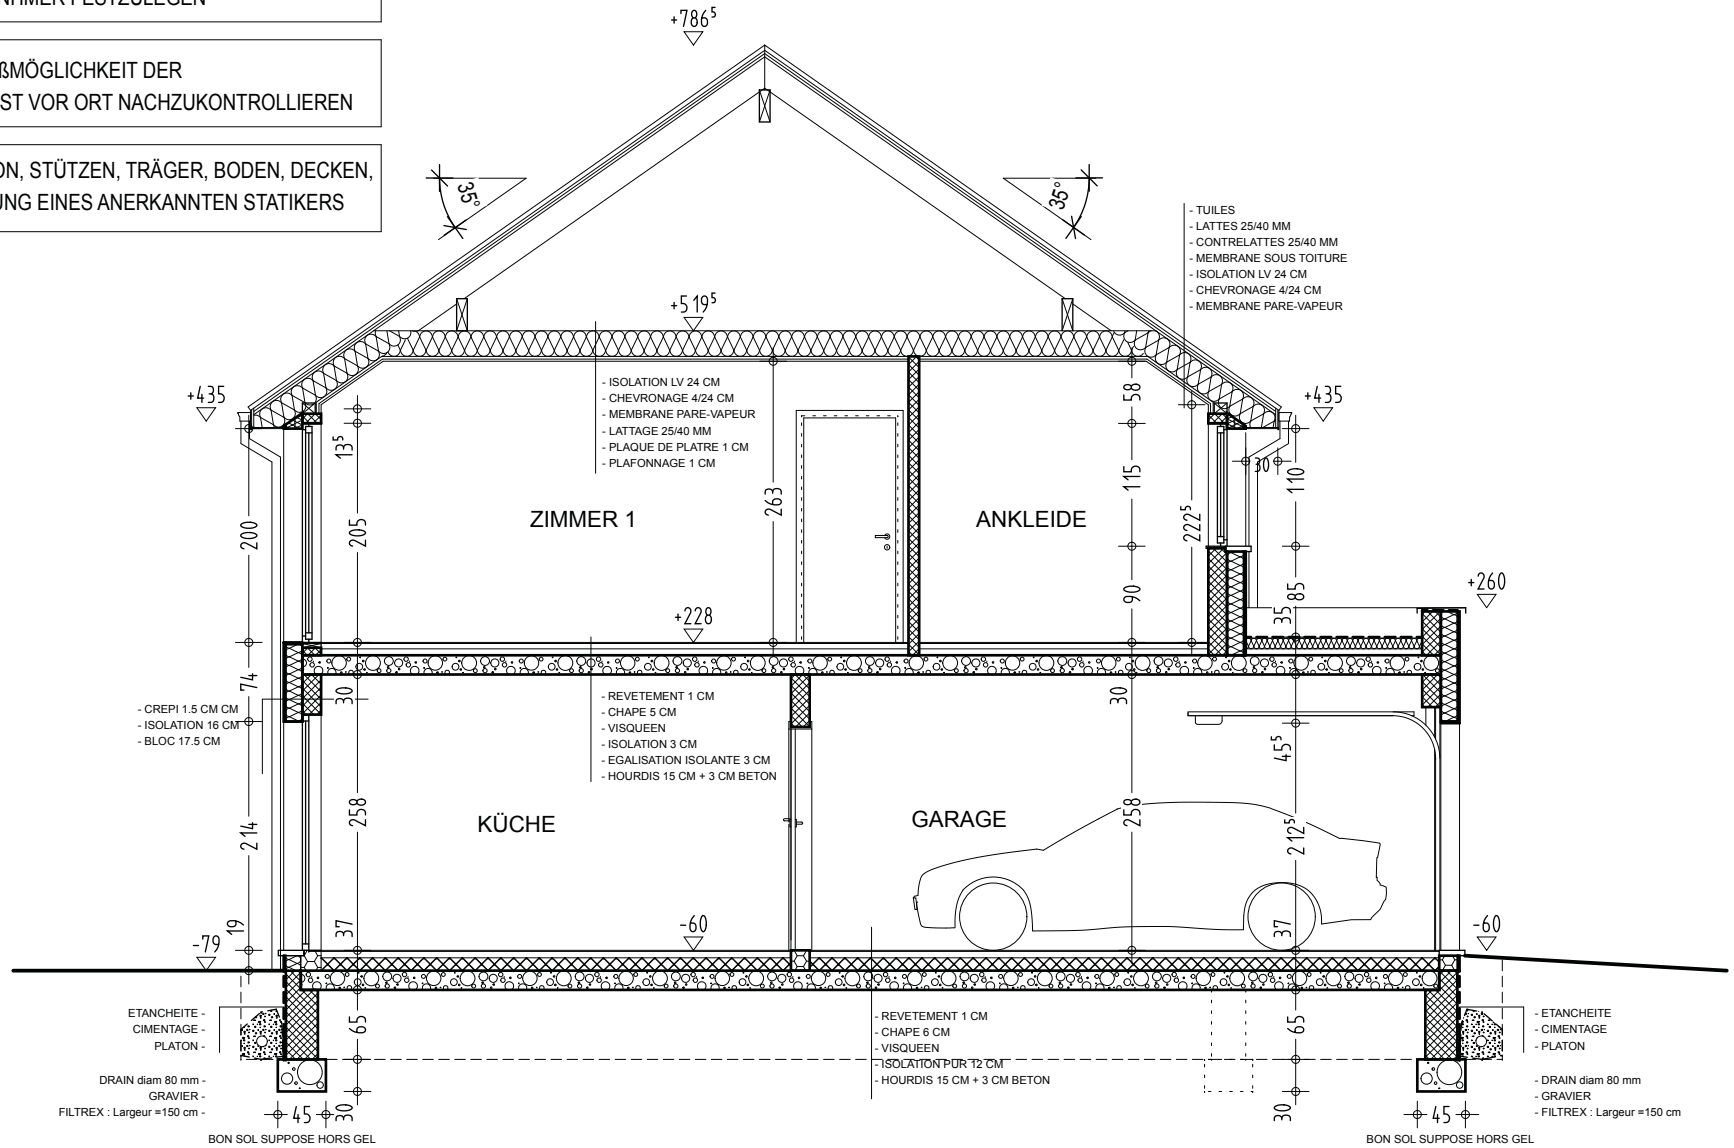 NHMER FESTZULEGEN
ßMÖGLICHKEIT DER
ST VOR ORT NACHZUKONTROLLIEREN
ON, STÜTZEN, TRÄGER, BODEN, DECKEN,
UNG EINES ANERKANNTEN STATIKERS
+786⁵
35°
35°
- TUILES
- LATTES 25/40 MM
- CONTRELATTES 25/40 MM
- MEMBRANE SOUS TOITURE
- ISOLATION LV 24 CM
- CHEVRONAGE 4/24 CM
- MEMBRANE PARE-VAPEUR
+519⁵
+435
+435
- ISOLATION LV 24 CM
- CHEVRONAGE 4/24 CM
- MEMBRANE PARE-VAPEUR
- LATTAGE 25/40 MM
- PLAQUE DE PLATRE 1 CM
- PLAFONNAGE 1 CM
58
13⁵
30
110
115
263
200
205
222⁵
ZIMMER 1
ANKLEIDE
90
85
35
+260
+228
74
30
30
- CREPI 1.5 CM CM
- ISOLATION 16 CM
- BLOC 17.5 CM
- REVETEMENT 1 CM
- CHAPE 5 CM
- VISQUEEN
- ISOLATION 3 CM
- EGALISATION ISOLANTE 3 CM
- HOURDIS 15 CM + 3 CM BETON
45⁵
214
258
258
212⁵
KÜCHE
GARAGE
19
37
37
-79
-60
-60
ETANCHEITE -
CIMENTAGE -
PLATON -
65
- REVETEMENT 1 CM
- CHAPE 6 CM
- VISQUEEN
- ISOLATION PUR 12 CM
- HOURDIS 15 CM + 3 CM BETON
65
- ETANCHEITE
- CIMENTAGE
- PLATON
DRAIN diam 80 mm -
GRAVIER -
FILTREX : Largeur =150 cm -
- DRAIN diam 80 mm
- GRAVIER
- FILTREX : Largeur =150 cm
45
30
30
45
BON SOL SUPPOSE HORS GEL
BON SOL SUPPOSE HORS GEL